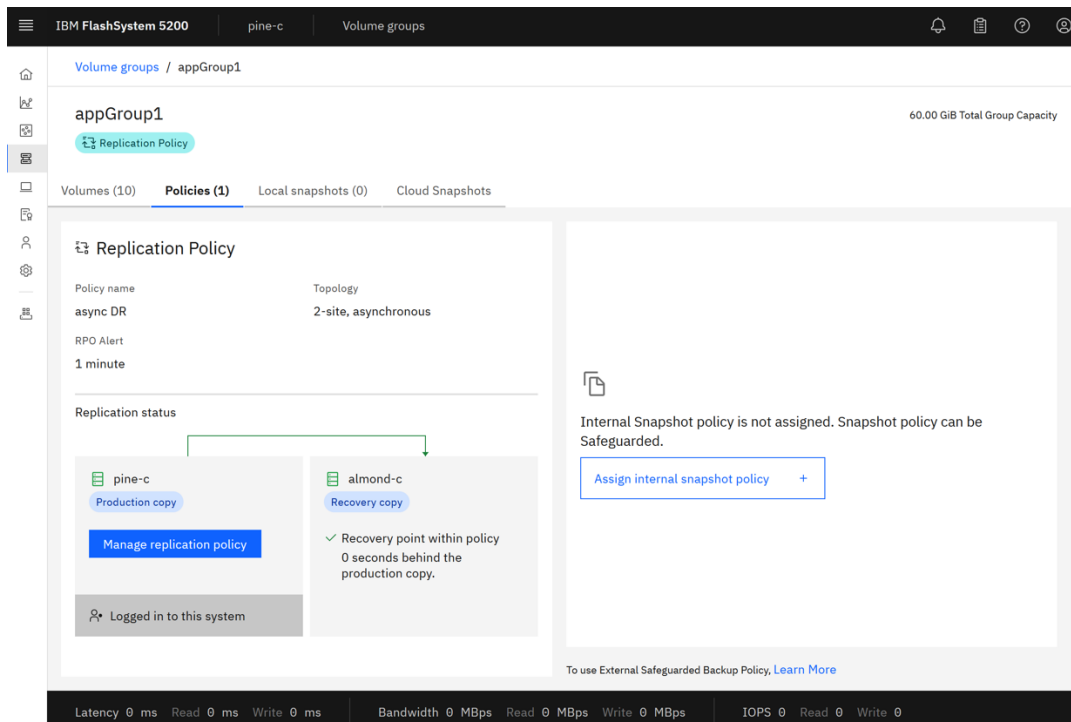 IBM FlashSystem 5200 pine-c Volume groups
Volume groups / appGroup1
appGroup1
60.00 GiB Total Group Capacity
Replication Policy
Volumes (10) Policies (1) Local snapshots (0) Cloud Snapshots
Replication Policy
Policy name Topology
async DR 2-site, asynchronous
RPO Alert
1 minute
Replication status
pine-c
Production copy
Manage replication policy
Logged in to this system
almond-c
Recovery copy
Recovery point within policy
0 seconds behind the
production copy.
Internal Snapshot policy is not assigned. Snapshot policy can be
Safeguarded.
Assign internal snapshot policy +
To use External Safeguarded Backup Policy, Learn More
Latency 0 ms Read 0 ms Write 0 ms Bandwidth 0 MBps Read 0 MBps Write 0 MBps IOPS 0 Read 0 Write 0